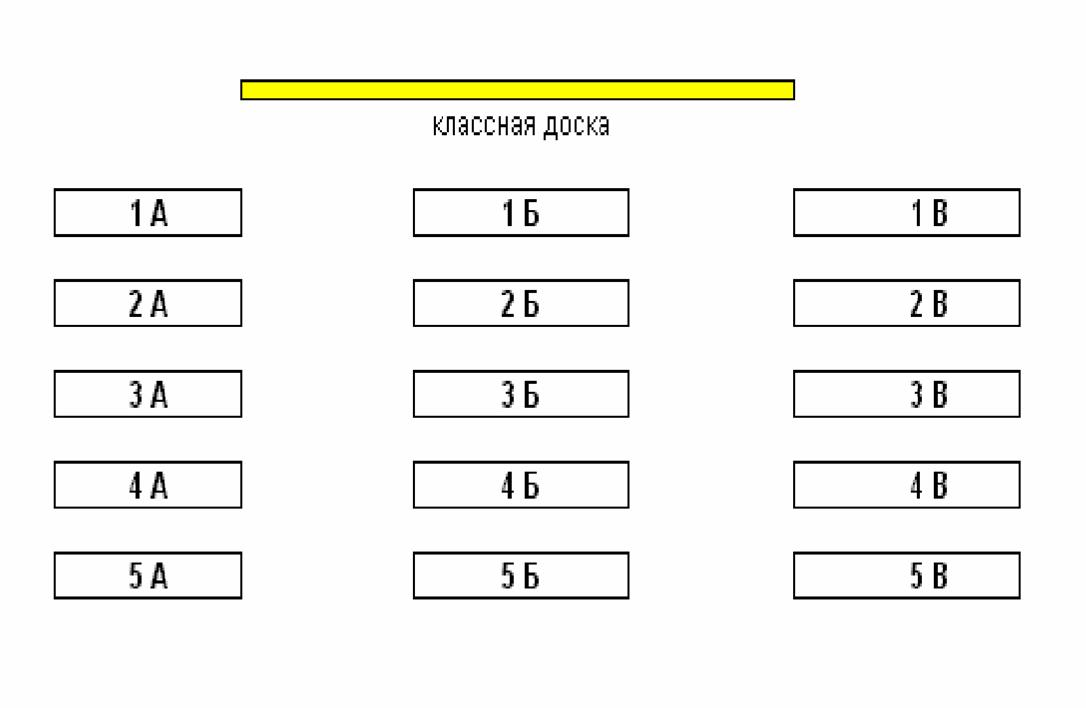 классная доска
1 А 1 Б 1 В
2 А 2 Б 2 В
3 А 3 Б 3 В
4 А 4 Б 4 В
5 А 5 Б 5 В